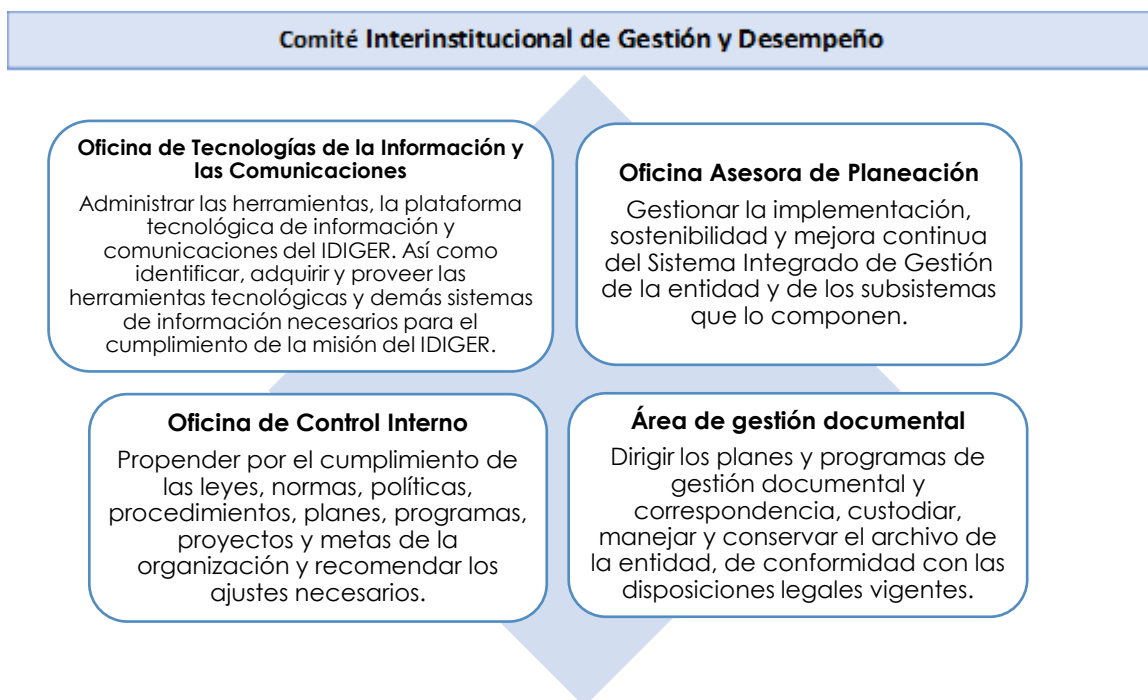 Comité Interinstitucional de Gestión y Desempeño
Oficina de Tecnologías de la Información y
las Comunicaciones
Administrar las herramientas, la plataforma
tecnológica de información y
comunicaciones del IDIGER. Así como
identificar, adquirir y proveer las
herramientas tecnológicas y demás sistemas
de información necesarios para el
cumplimiento de la misión del IDIGER.
Oficina Asesora de Planeación
Gestionar la implementación,
sostenibilidad y mejora continua
del Sistema Integrado de Gestión
de la entidad y de los subsistemas
que lo componen.
Oficina de Control Interno
Propender por el cumplimiento de
las leyes, normas, políticas,
procedimientos, planes, programas,
proyectos y metas de la
organización y recomendar los
ajustes necesarios.
Área de gestión documental
Dirigir los planes y programas de
gestión documental y
correspondencia, custodiar,
manejar y conservar el archivo de
la entidad, de conformidad con las
disposiciones legales vigentes.